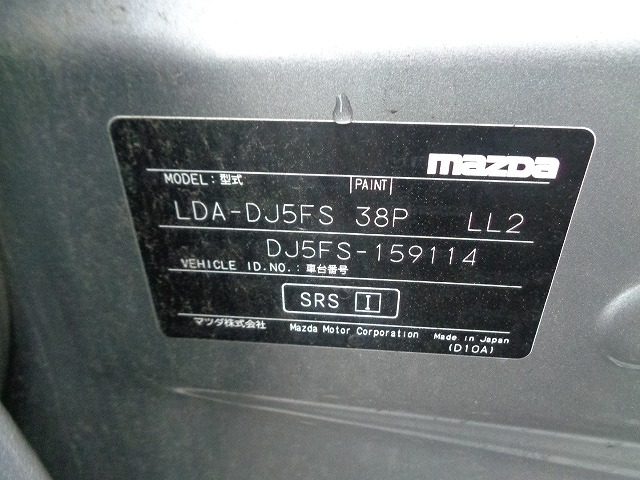 mazda
MODEL:型式 PAINT
LDA-DJ5FS 38P LL2
DJ5FS-159114
VEHICLE ID.NO.:車台番号
SRS I
マツダ株式会社 Mazda Motor Corporation Made in Japan
(D10A)